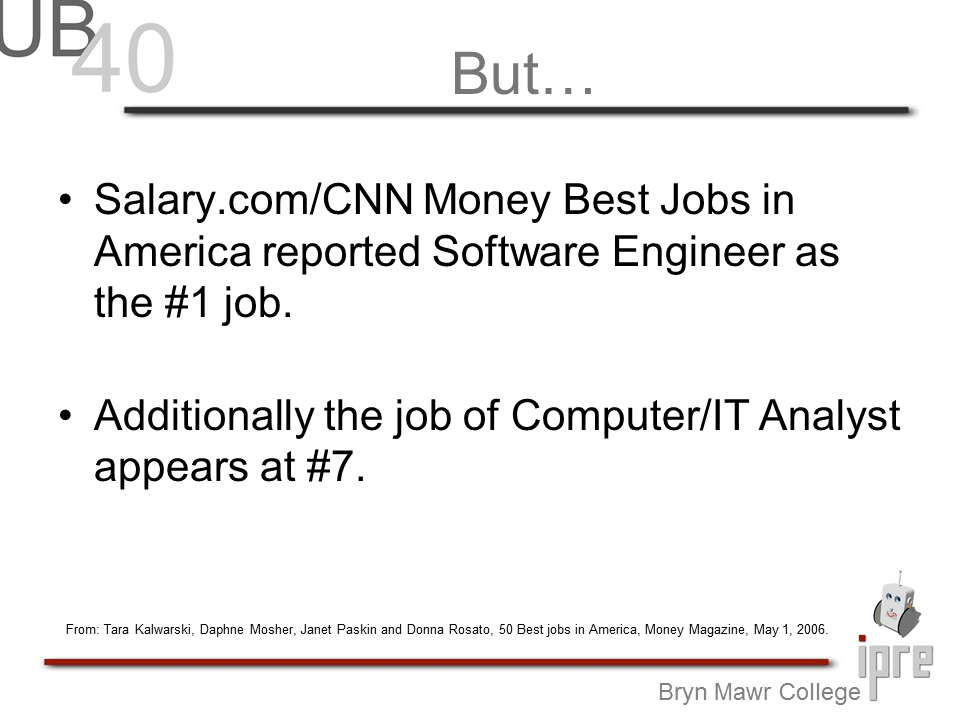 UB
40
But…
• Salary.com/CNN Money Best Jobs in
America reported Software Engineer as
the #1 job.
• Additionally the job of Computer/IT Analyst
appears at #7.
From: Tara Kalwarski, Daphne Mosher, Janet Paskin and Donna Rosato, 50 Best jobs in America, Money Magazine, May 1, 2006.
ipre
Bryn Mawr College